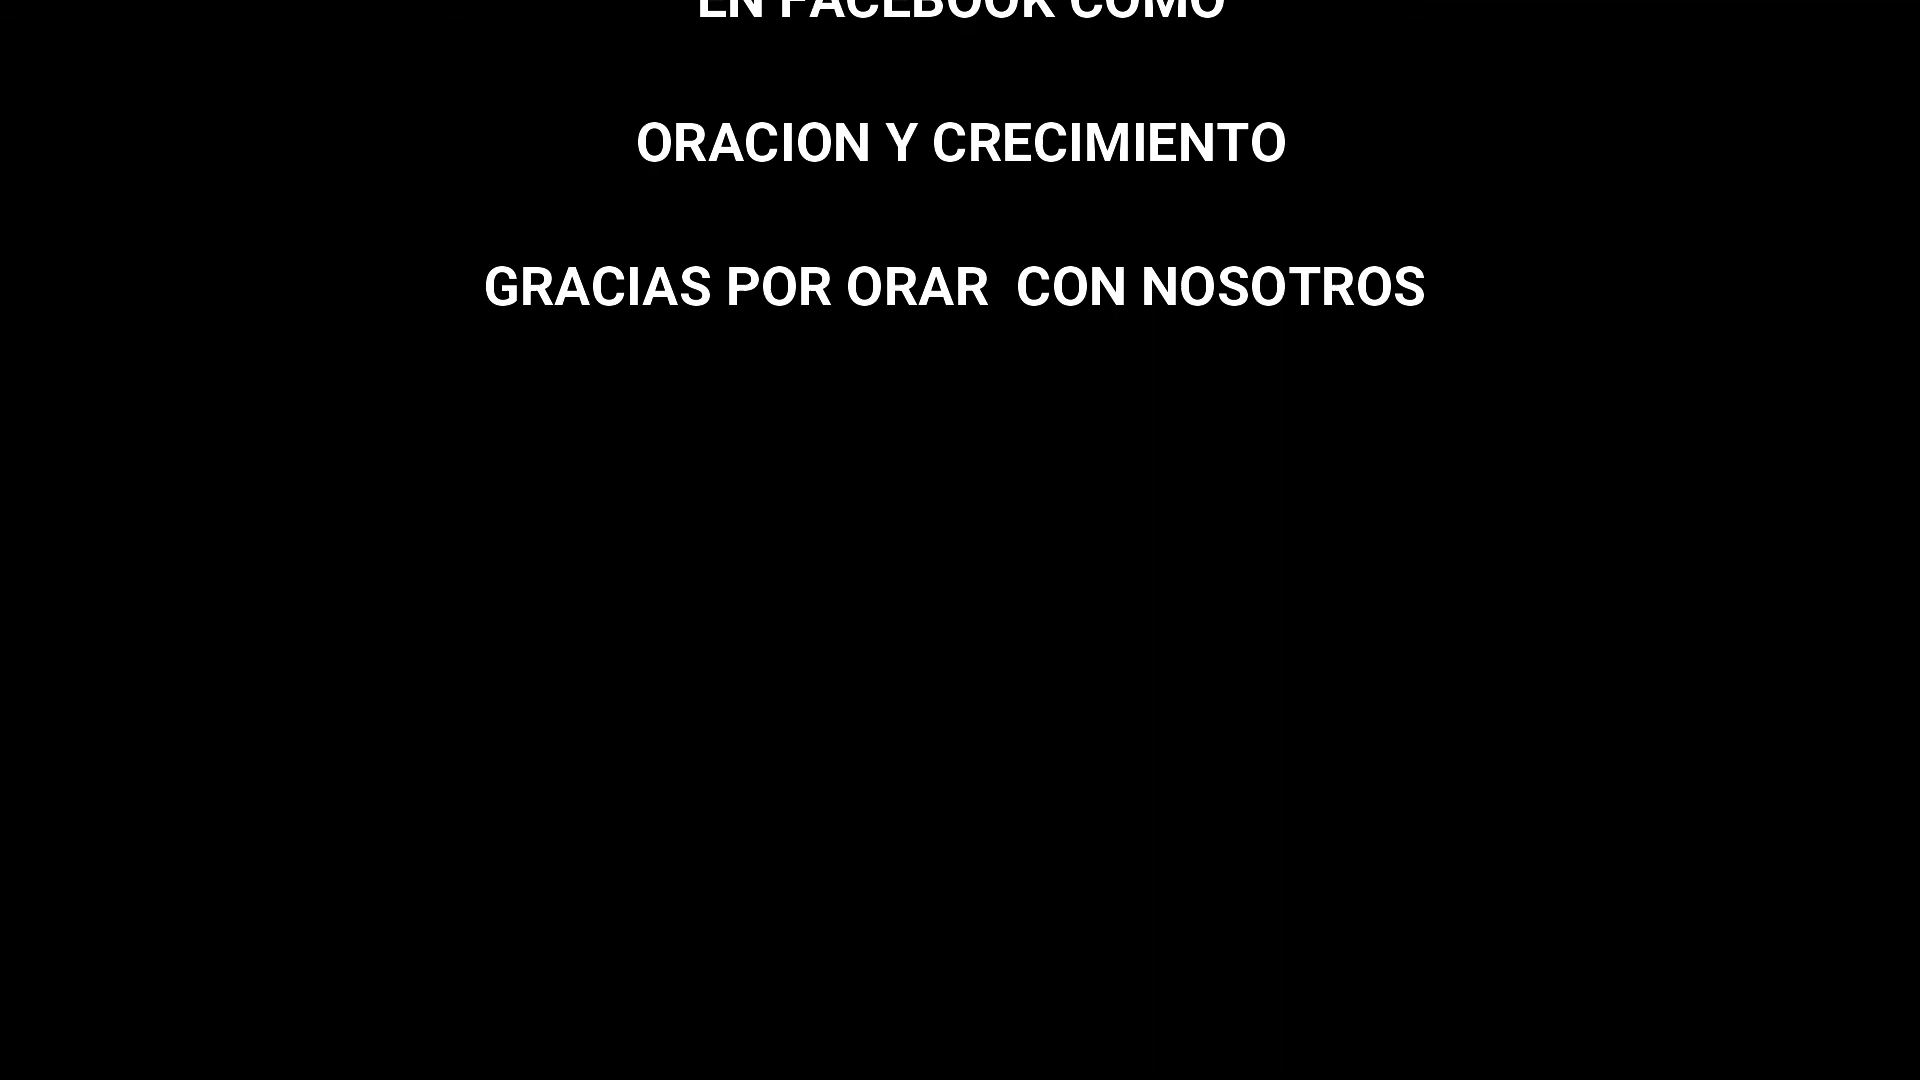 EN FACEBOOK COMO
ORACION Y CRECIMIENTO
GRACIAS POR ORAR  CON NOSOTROS